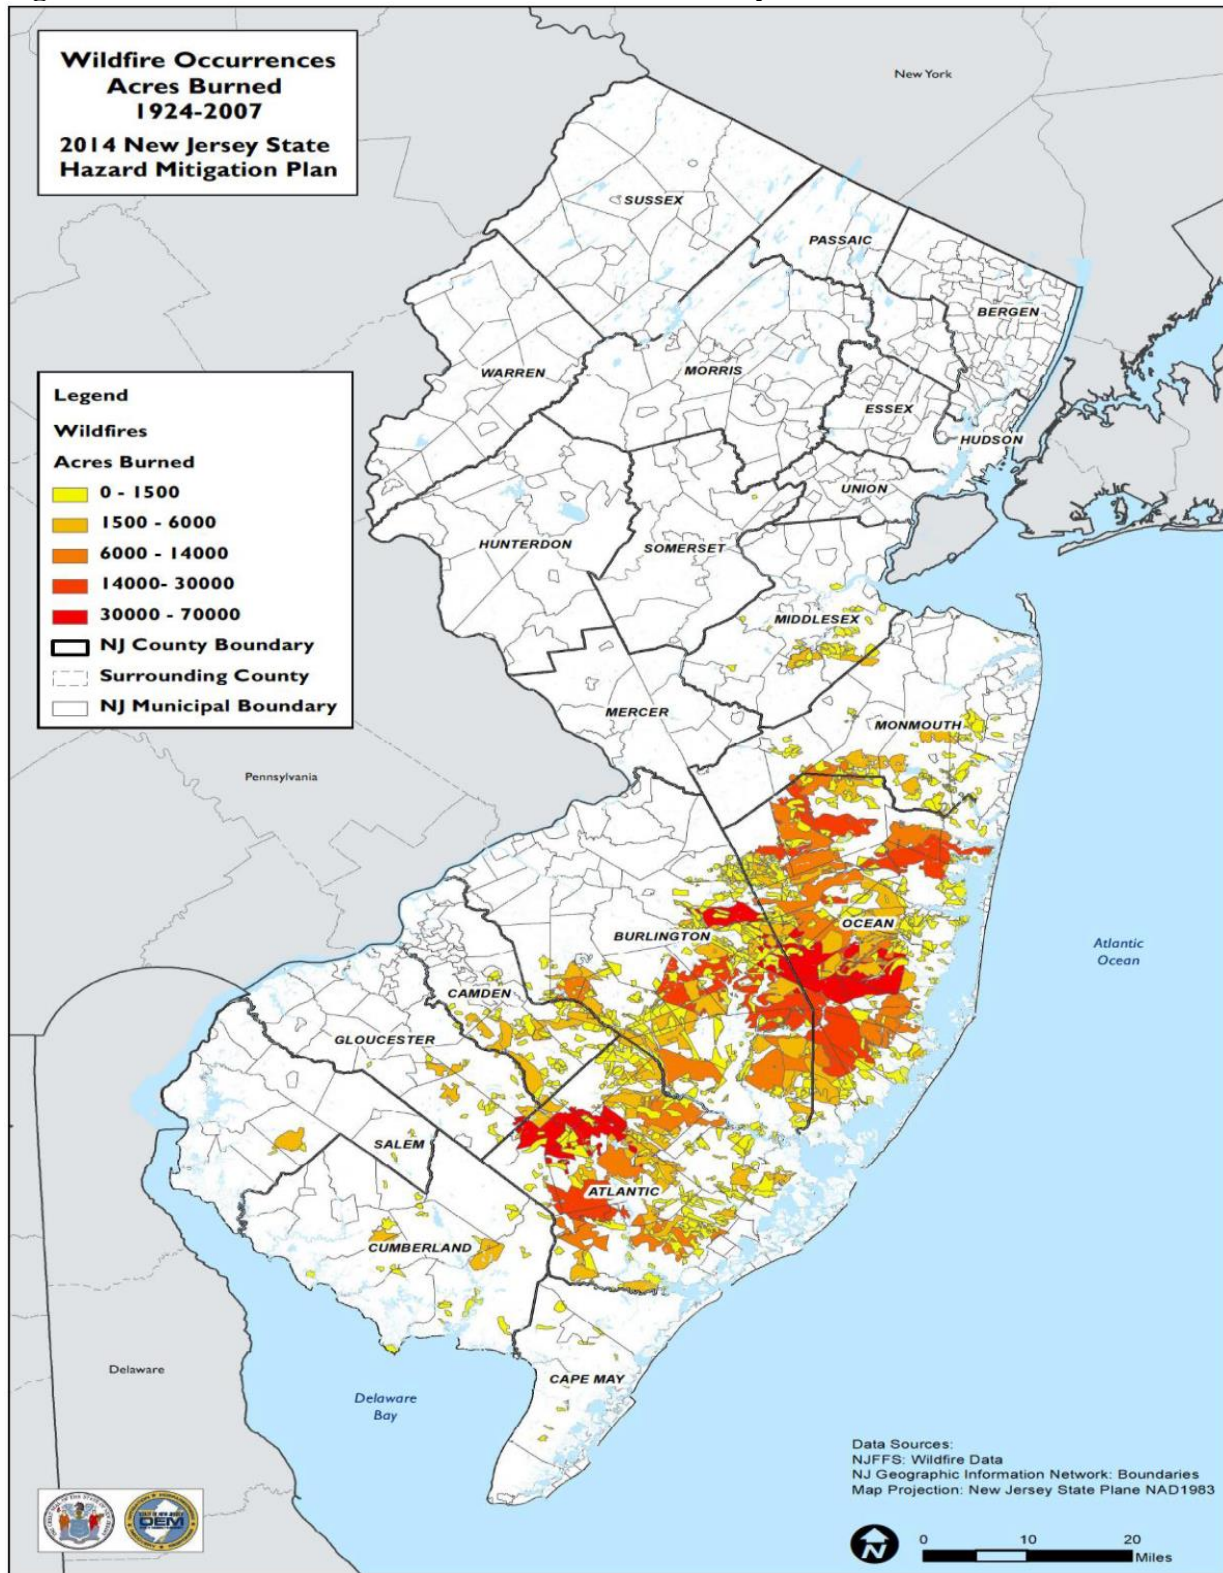 Wildfire Occurrences
Acres Burned
1924-2007
2014 New Jersey State
Hazard Mitigation Plan
New York
SUSSEX
PASSAIC
BERGEN
WARREN
MORRIS
ESSEX
HUDSON
UNION
HUNTERDON
SOMERSET
Legend
Wildfires
Acres Burned
0 - 1500
1500 - 6000
6000 - 14000
14000- 30000
30000 - 70000
NJ County Boundary
Surrounding County
NJ Municipal Boundary
MIDDLESEX
MERCER
MONMOUTH
Pennsylvania
OCEAN
BURLINGTON
Atlantic
Ocean
CAMDEN
GLOUCESTER
SALEM
ATLANTIC
CUMBERLAND
Delaware
CAPE MAY
Delaware
Bay
Data Sources:
NJFFS: Wildfire Data
NJ Geographic Information Network: Boundaries
Map Projection: New Jersey State Plane NAD1983
OEM
N
0 10 20
Miles